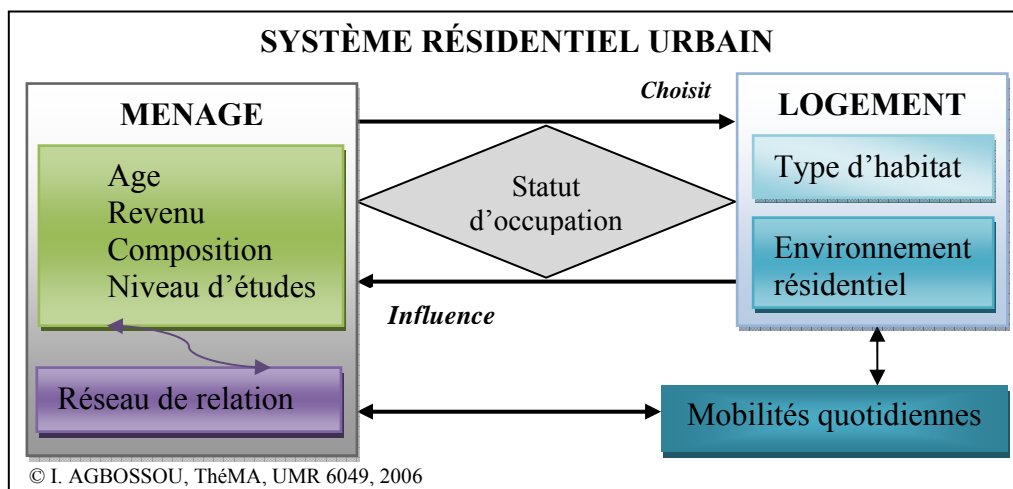 SYSTÈME RÉSIDENTIEL URBAIN
MENAGE
Age
Revenu
Composition
Niveau d'études
Réseau de relation
Choisit
Statut
d'occupation
Influence
LOGEMENT
Type d'habitat
Environnement
résidentiel
Mobilités quotidiennes
© I. AGBOSSOU, ThéMA, UMR 6049, 2006